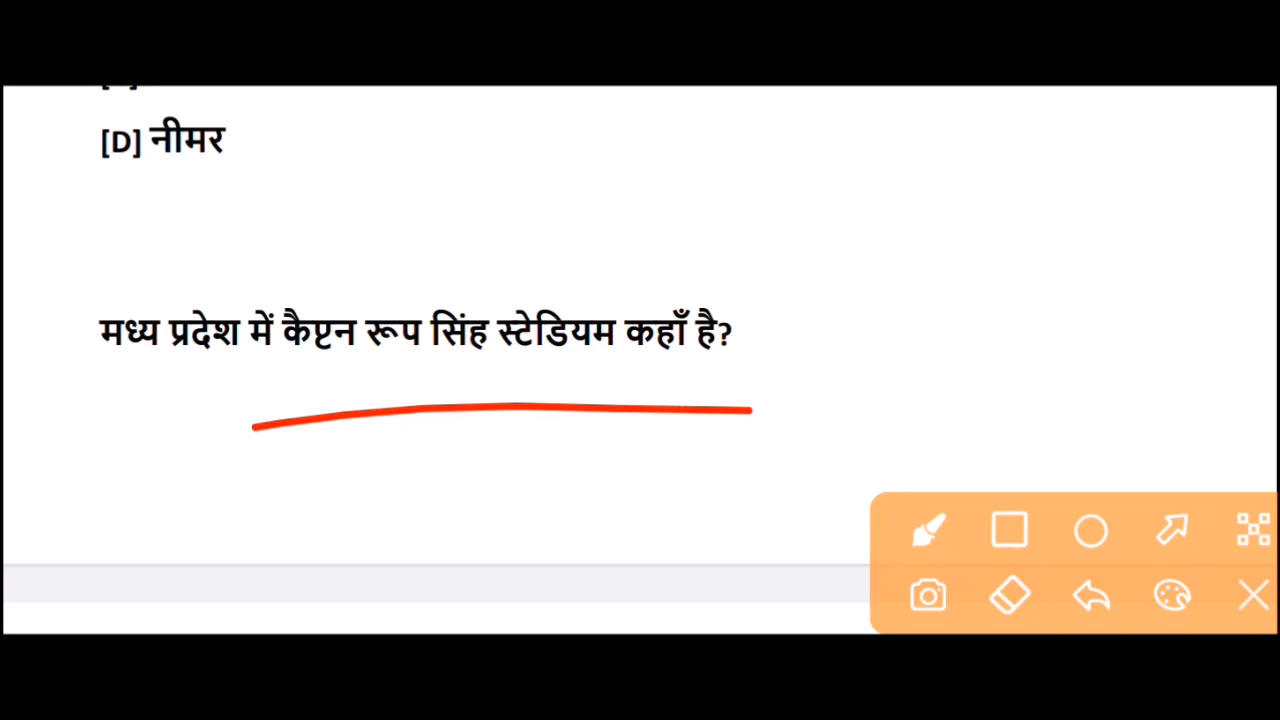 [D] नीमर
मध्य प्रदेश में कैप्टन रूप सिंह स्टेडियम कहाँ है?